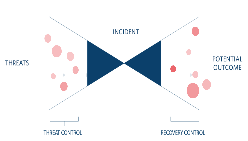 INCIDENT
THREATS
POTENTIAL
OUTCOME
THREAT CONTROL
RECOVERY CONTROL